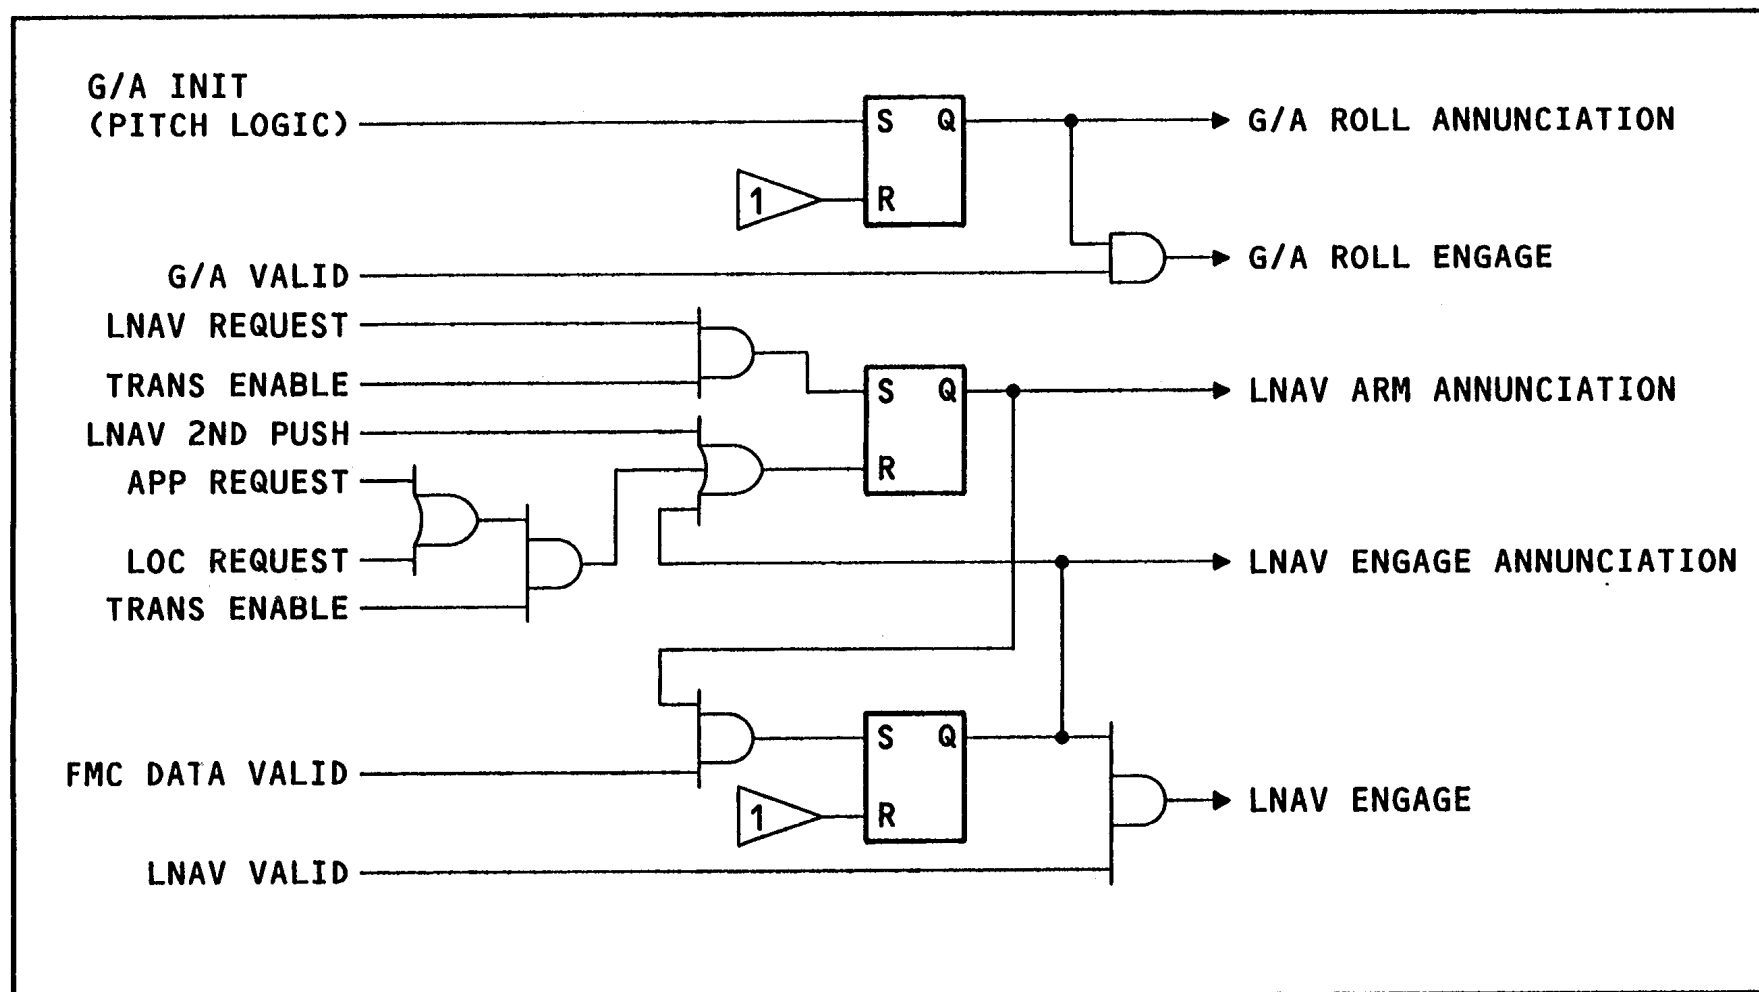 G/A INIT
(PITCH LOGIC)
S Q
R
1
G/A ROLL ANNUNCIATION
G/A VALID
G/A ROLL ENGAGE
LNAV REQUEST
TRANS ENABLE
S Q
R
LNAV ARM ANNUNCIATION
LNAV 2ND PUSH
APP REQUEST
LOC REQUEST
TRANS ENABLE
LNAV ENGAGE ANNUNCIATION
FMC DATA VALID
S Q
R
1
LNAV ENGAGE
LNAV VALID